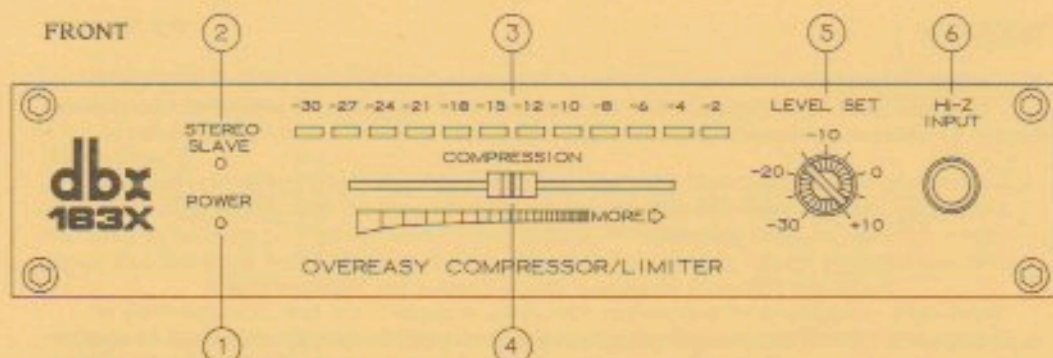 FRONT
2
3
5
6
-30 -27 -24 -21 -18 -15 -12 -10 -8 -6 -4 -2
LEVEL SET
HI-Z
INPUT
STEREO
SLAVE
COMPRESSION
-10
-20
0
dbx
163X
POWER
MORE
-30
+10
OVEREASY COMPRESSOR/LIMITER
1
4